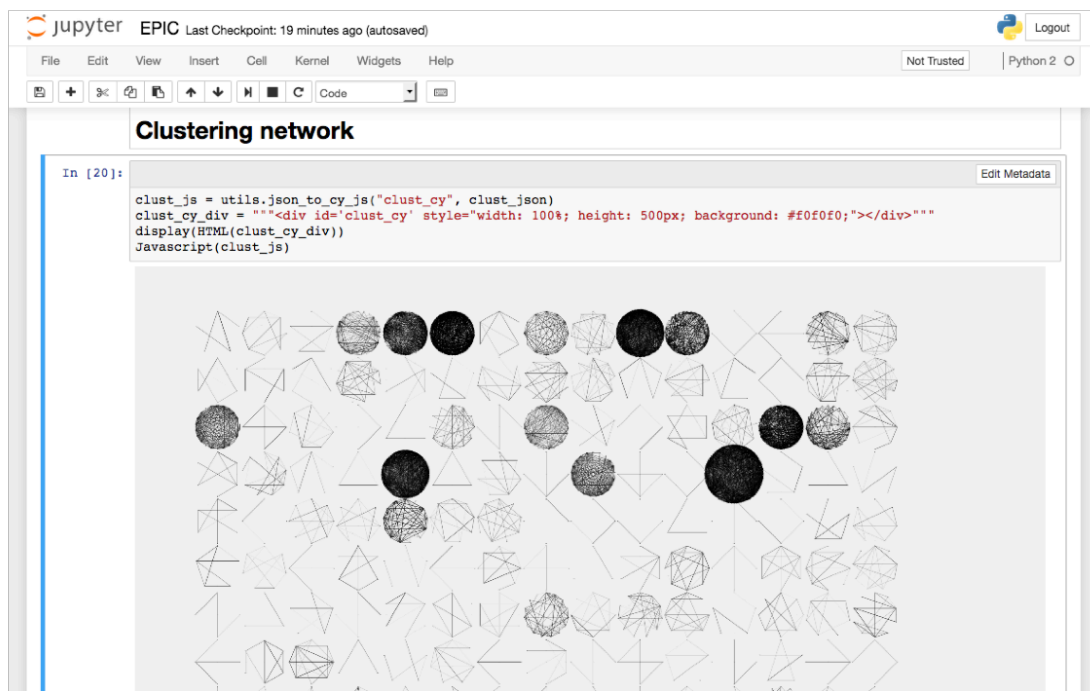 jupyter EPIC Last Checkpoint: 19 minutes ago (autosaved) Logout
File Edit View Insert Cell Kernel Widgets Help Not Trusted Python 2
Code
Clustering network
Edit Metadata
In [20]:
clust_js = utils.json_to_cy_js("clust_cy", clust_json)
clust_cy_div = """<div id='clust_cy' style="width: 100%; height: 500px; background: #f0f0f0;"></div>"""
display(HTML(clust_cy_div))
Javascript(clust_js)